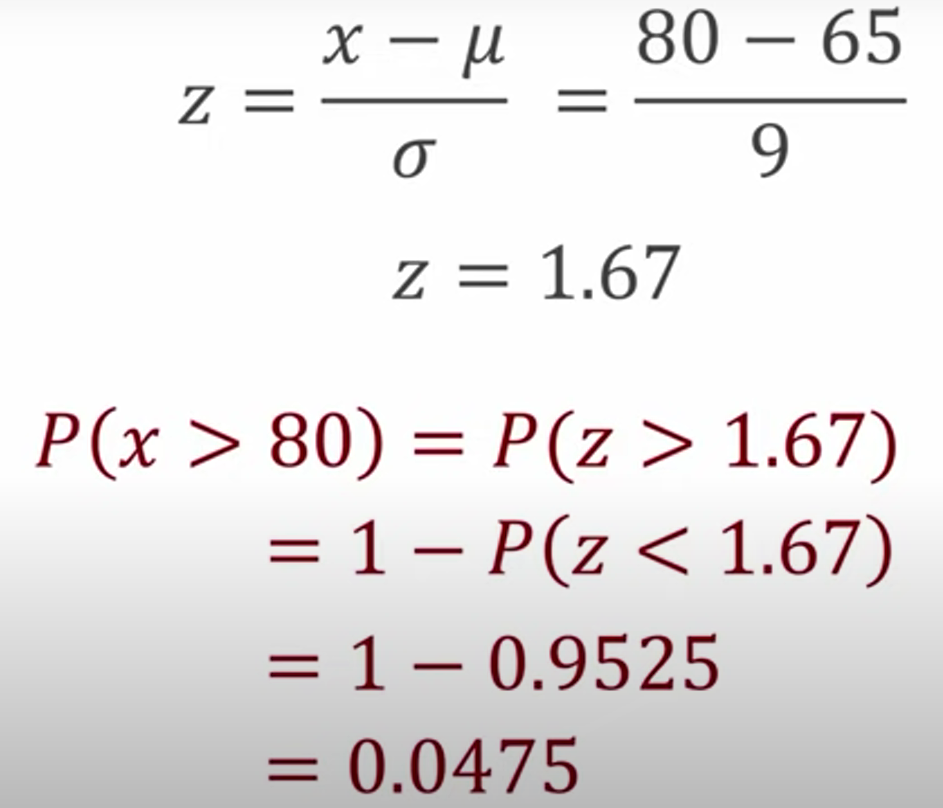 z = (x − μ)/σ = (80 − 65)/9
z = 1.67
P(x > 80) = P(z > 1.67)
= 1 − P(z < 1.67)
= 1 − 0.9525
= 0.0475